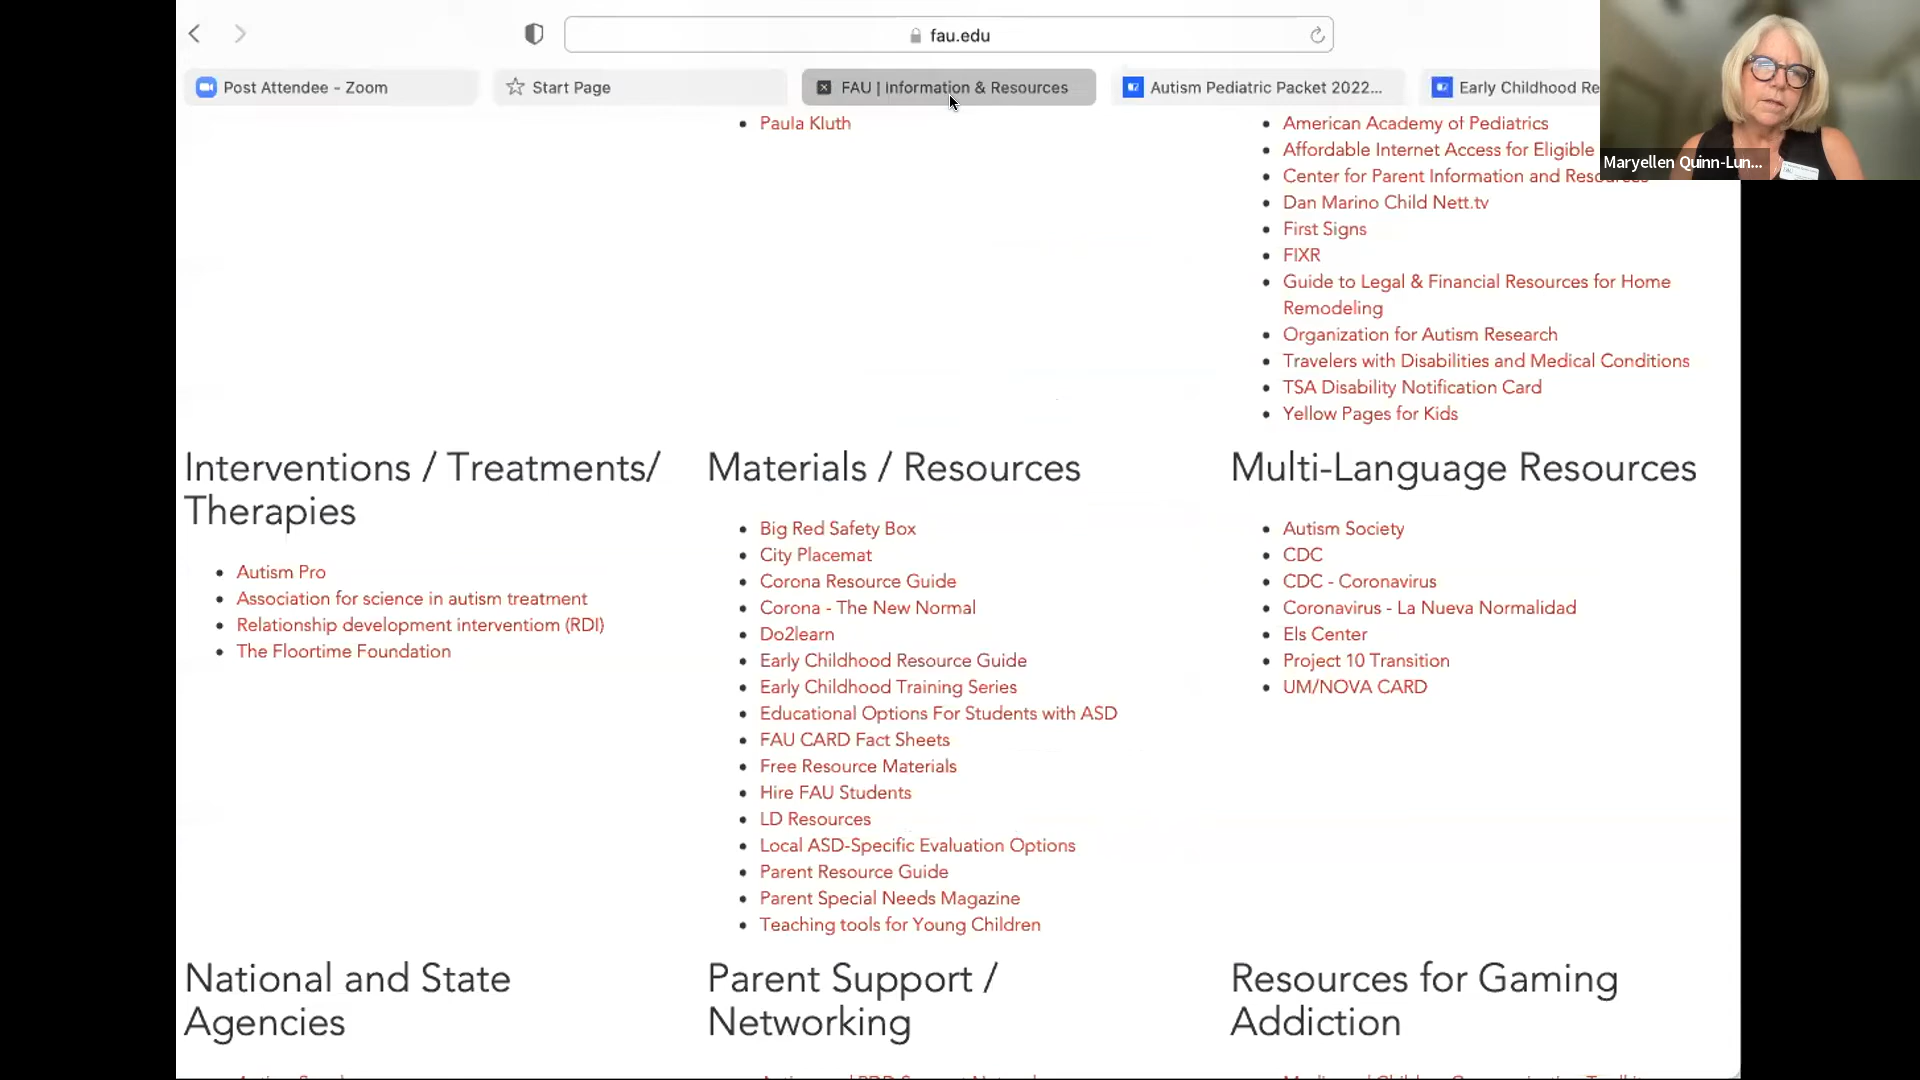 fau.edu
Post Attendee - Zoom
Start Page
FAU | Information & Resources
Autism Pediatric Packet 2022...
Early Childhood Re
Maryellen Quinn-Lun...
Paula Kluth
American Academy of Pediatrics
Affordable Internet Access for Eligible
Center for Parent Information and Resources
Dan Marino Child Nett.tv
First Signs
FIXR
Guide to Legal & Financial Resources for Home
Remodeling
Organization for Autism Research
Travelers with Disabilities and Medical Conditions
TSA Disability Notification Card
Yellow Pages for Kids
Interventions / Treatments/
Therapies
Autism Pro
Association for science in autism treatment
Relationship development interventiom (RDI)
The Floortime Foundation
Materials / Resources
Big Red Safety Box
City Placemat
Corona Resource Guide
Corona - The New Normal
Do2learn
Early Childhood Resource Guide
Early Childhood Training Series
Educational Options For Students with ASD
FAU CARD Fact Sheets
Free Resource Materials
Hire FAU Students
LD Resources
Local ASD-Specific Evaluation Options
Parent Resource Guide
Parent Special Needs Magazine
Teaching tools for Young Children
Multi-Language Resources
Autism Society
CDC
CDC - Coronavirus
Coronavirus - La Nueva Normalidad
Els Center
Project 10 Transition
UM/NOVA CARD
National and State
Agencies
Parent Support /
Networking
Resources for Gaming
Addiction